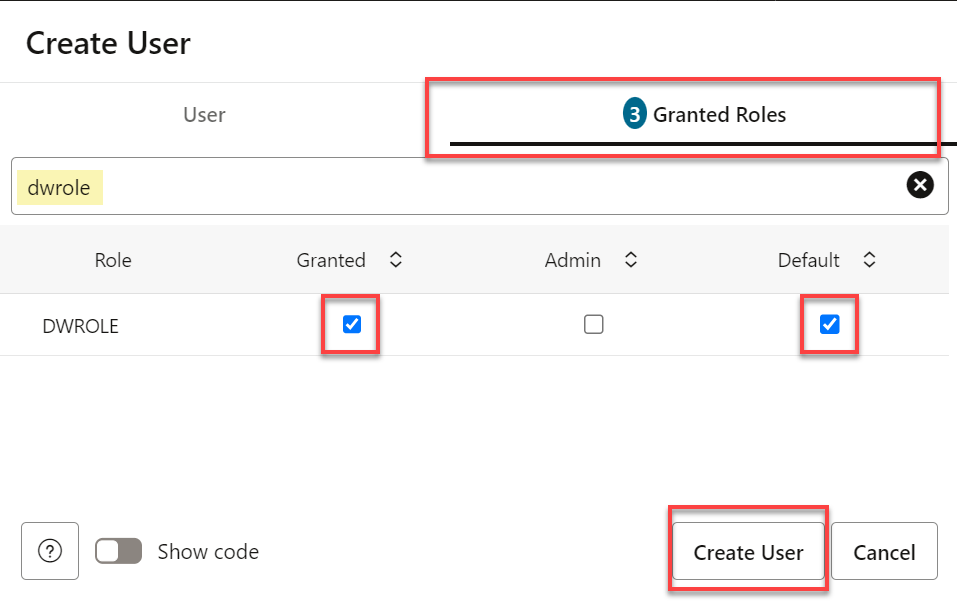 Create User
User
3 Granted Roles
dwrole
Role Granted Admin Default
DWROLE
? Show code Create User Cancel